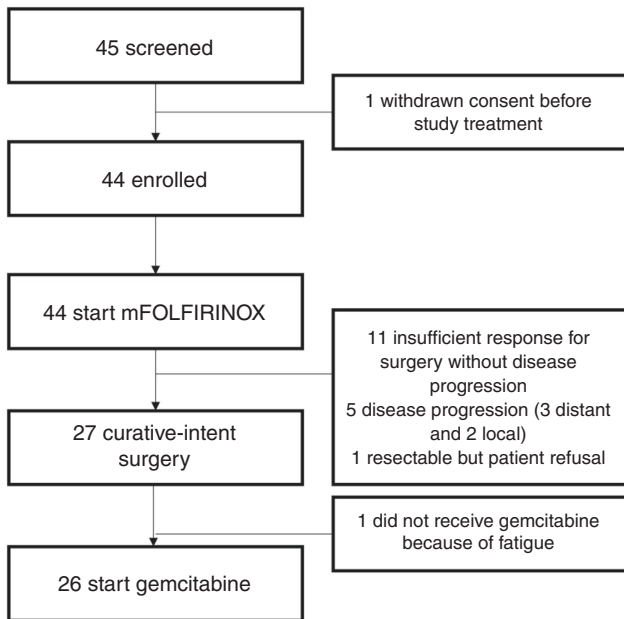 45 screened
1 withdrawn consent before
study treatment
44 enrolled
44 start mFOLFIRINOX
11 insufficient response for
surgery without disease
progression
5 disease progression (3 distant
and 2 local)
1 resectable but patient refusal
27 curative-intent
surgery
1 did not receive gemcitabine
because of fatigue
26 start gemcitabine